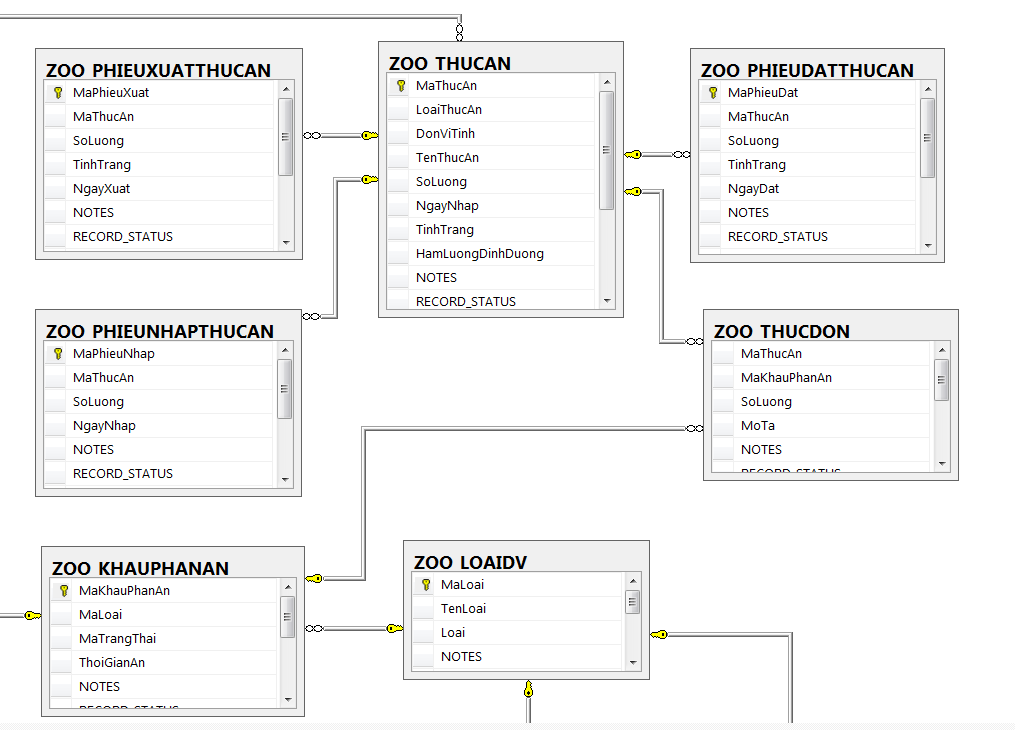 ZOO_PHIEUXUATTHUCAN
MaPhieuXuat
MaThucAn
SoLuong
TinhTrang
NgayXuat
NOTES
RECORD_STATUS
ZOO_THUCAN
MaThucAn
LoaiThucAn
DonViTinh
TenThucAn
SoLuong
NgayNhap
TinhTrang
HamLuongDinhDuong
NOTES
RECORD_STATUS
ZOO_PHIEUDATTHUCAN
MaPhieuDat
MaThucAn
SoLuong
TinhTrang
NgayDat
NOTES
RECORD_STATUS
ZOO_PHIEUNHAPTHUCAN
MaPhieuNhap
MaThucAn
SoLuong
NgayNhap
NOTES
RECORD_STATUS
ZOO_THUCDON
MaThucAn
MaKhauPhanAn
SoLuong
MoTa
NOTES
RECORD_STATUS
ZOO_KHAUPHANAN
MaKhauPhanAn
MaLoai
MaTrangThai
ThoiGianAn
NOTES
RECORD_STATUS
ZOO_LOAIDV
MaLoai
TenLoai
Loai
NOTES